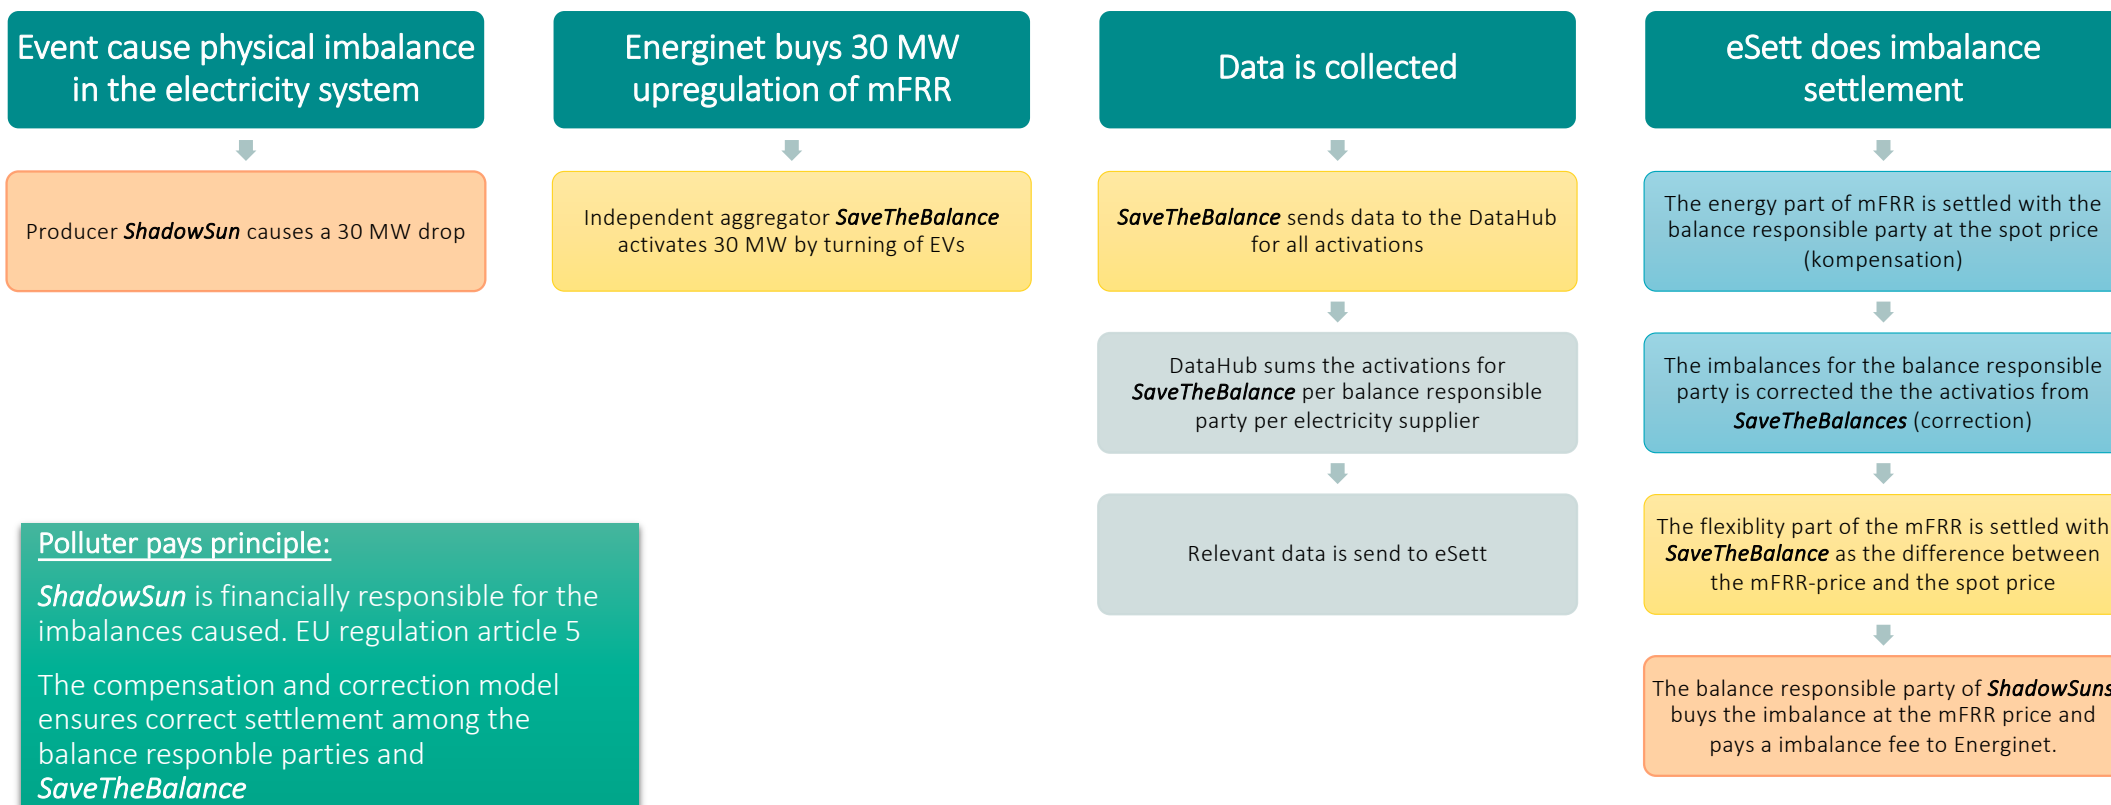 Event cause physical imbalance
in the electricity system
Producer ShadowSun causes a 30 MW drop
Energinet buys 30 MW
upregulation of mFRR
Independent aggregator SaveTheBalance
activates 30 MW by turning of EVs
Data is collected
SaveTheBalance sends data to the DataHub
for all activations
DataHub sums the activations for
SaveTheBalance per balance responsible
party per electricity supplier
Relevant data is send to eSett
eSett does imbalance
settlement
The energy part of mFRR is settled with the
balance responsible party at the spot price
(kompensation)
The imbalances for the balance responsible
party is corrected the the activatios from
SaveTheBalances (correction)
The flexiblity part of the mFRR is settled with
SaveTheBalance as the difference between
the mFRR-price and the spot price
The balance responsible party of ShadowSuns
buys the imbalance at the mFRR price and
pays a imbalance fee to Energinet.
Polluter pays principle:
ShadowSun is financially responsible for the
imbalances caused. EU regulation article 5
The compensation and correction model
ensures correct settlement among the
balance responble parties and
SaveTheBalance